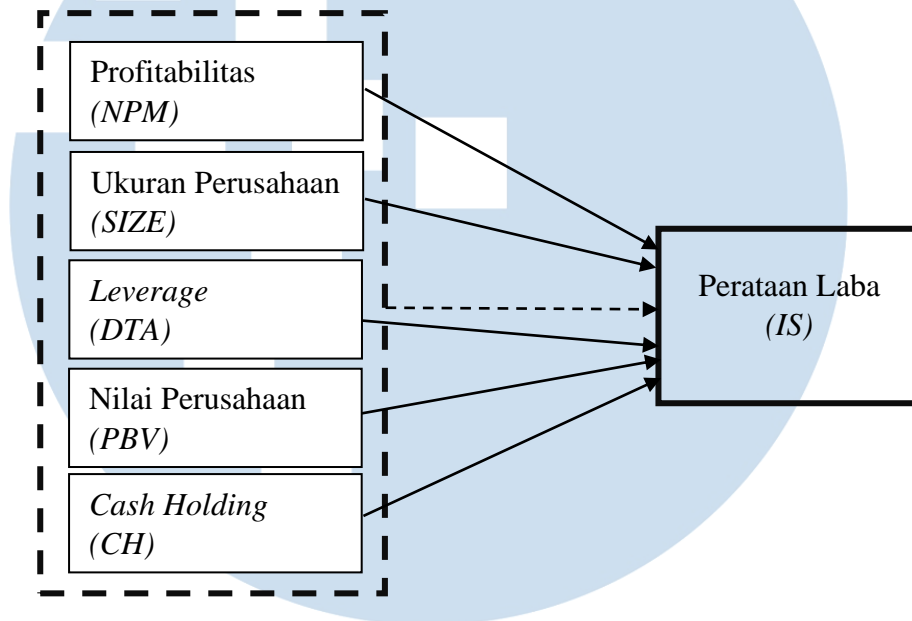 Profitabilitas
(NPM)
Ukuran Perusahaan
(SIZE)
Leverage
(DTA)
Nilai Perusahaan
(PBV)
Cash Holding
(CH)
Perataan Laba
(IS)